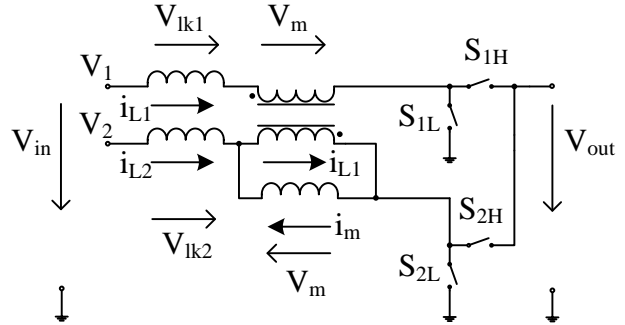 V_lk1
V_m
S_1H
V_1
i_L1
S_1L
V_in
V_2
V_out
i_L2
i_L1
S_2H
V_lk2
i_m
V_m
S_2L